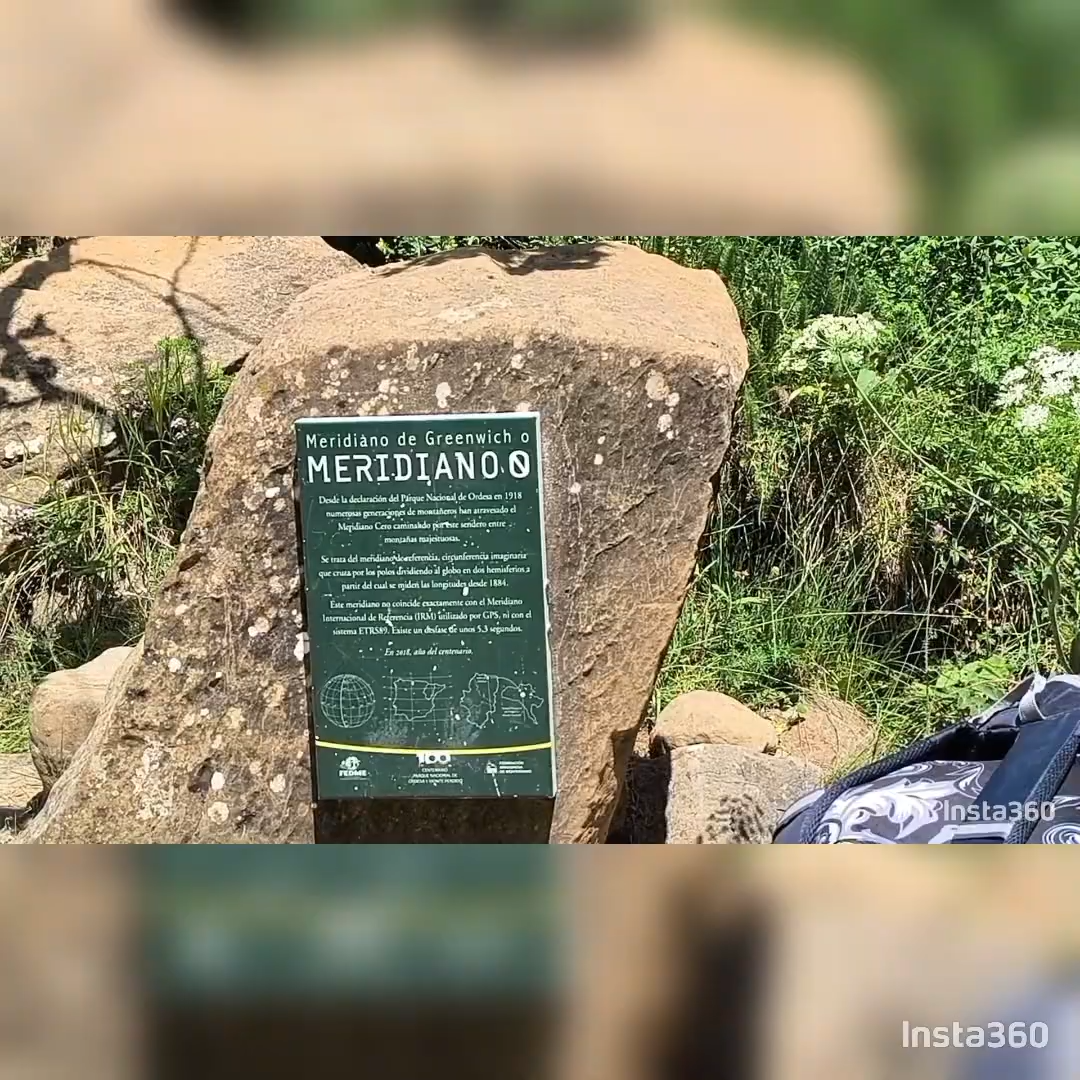 Meridiano de Greenwich o
MERIDIANO 0
Desde la declaración del Parque Nacional de Ordesa en 1918
numerosas generaciones de montañeros han atravesado el
Meridiano Cero caminando por este sendero entre
montañas majestuosas.
Se trata del meridiano de referencia, circunferencia imaginaria
que cruza por los polos dividiendo al globo en dos hemisferios a
partir del cual se miden las longitudes desde 1884.
Este meridiano no coincide exactamente con el Meridiano
Internacional de Referencia (IRM) utilizado por GPS, ni con el
sistema ETRS89. Existe un desfase de unos 5,3 segundos.
En 2018, año del centenario.
FEDME
100
CENTENARIO
PARQUE NACIONAL DE
ORDESA Y MONTE PERDIDO
FEDERACIÓN
ARAGONESA
DE MONTAÑISMO
Insta360
Insta360